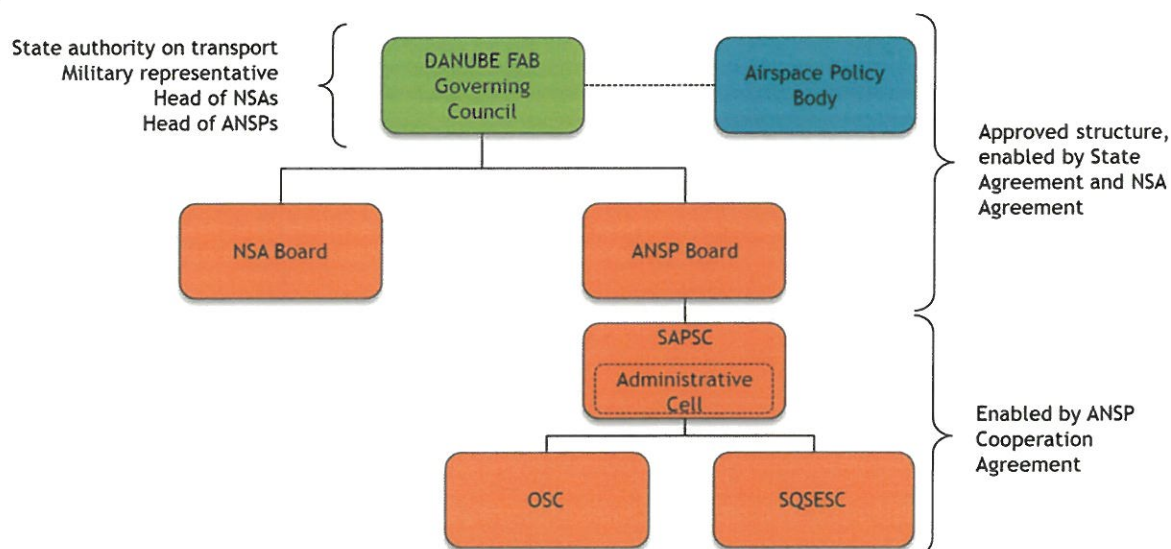 State authority on transport
Military representative
Head of NSAs
Head of ANSPs
DANUBE FAB
Governing
Council
Airspace Policy
Body
Approved structure,
enabled by State
Agreement and NSA
Agreement
NSA Board
ANSP Board
SAPSC
Administrative
Cell
Enabled by ANSP
Cooperation
Agreement
OSC
SQSESC